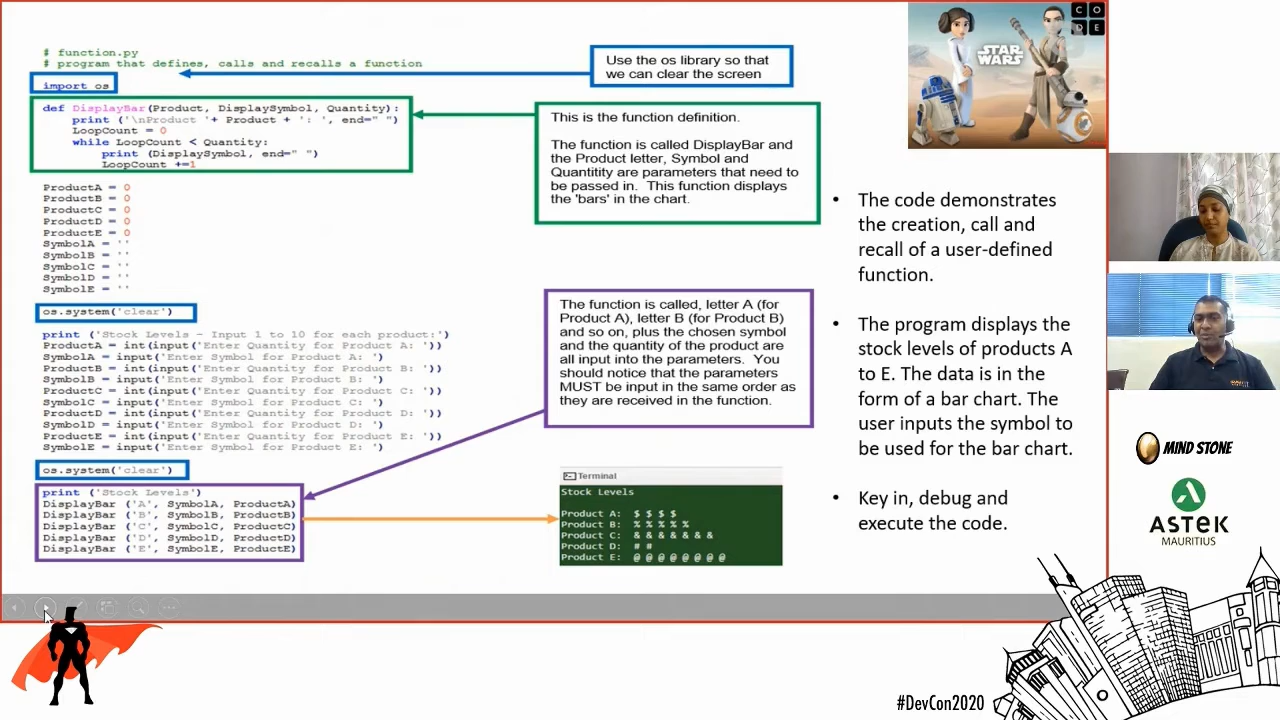 # function.py
# program that defines, calls and recalls a function
import os
def DisplayBar(Product, DisplaySymbol, Quantity):
print ('\nProduct '+ Product + ': ', end=" ")
LoopCount = 0
while LoopCount < Quantity:
print (DisplaySymbol, end=" ")
LoopCount +=1
ProductA = 0
ProductB = 0
ProductC = 0
ProductD = 0
ProductE = 0
SymbolA = ''
SymbolB = ''
SymbolC = ''
SymbolD = ''
SymbolE = ''
os.system('clear')
print ('Stock Levels - Input 1 to 10 for each product:')
ProductA = int(input('Enter Quantity for Product A: '))
SymbolA = input('Enter Symbol for Product A: ')
ProductB = int(input('Enter Quantity for Product B: '))
SymbolB = input('Enter Symbol for Product B: ')
ProductC = int(input('Enter Quantity for Product C: '))
SymbolC = input('Enter Symbol for Product C: ')
ProductD = int(input('Enter Quantity for Product D: '))
SymbolD = input('Enter Symbol for Product D: ')
ProductE = int(input('Enter Quantity for Product E: '))
SymbolE = input('Enter Symbol for Product E: ')
os.system('clear')
print ('Stock Levels')
DisplayBar ('A', SymbolA, ProductA)
DisplayBar ('B', SymbolB, ProductB)
DisplayBar ('C', SymbolC, ProductC)
DisplayBar ('D', SymbolD, ProductD)
DisplayBar ('E', SymbolE, ProductE)
Use the os library so that
we can clear the screen
This is the function definition.
The function is called DisplayBar and
the Product letter, Symbol and
Quantitity are parameters that need to
be passed in. This function displays
the 'bars' in the chart.
The function is called, letter A (for
Product A), letter B (for Product B)
and so on, plus the chosen symbol
and the quantity of the product are
all input into the parameters. You
should notice that the parameters
MUST be input in the same order as
they are received in the function.
Terminal
Stock Levels
Product A: $ $ $ $
Product B: % % % % %
Product C: & & & & & & &
Product D: # #
Product E: @ @ @ @ @ @ @ @
STAR
WARS
C O
D E
• The code demonstrates
the creation, call and
recall of a user-defined
function.
• The program displays the
stock levels of products A
to E. The data is in the
form of a bar chart. The
user inputs the symbol to
be used for the bar chart.
• Key in, debug and
execute the code.
MIND STONE
ASTEK
MAURITIUS
#DevCon2020